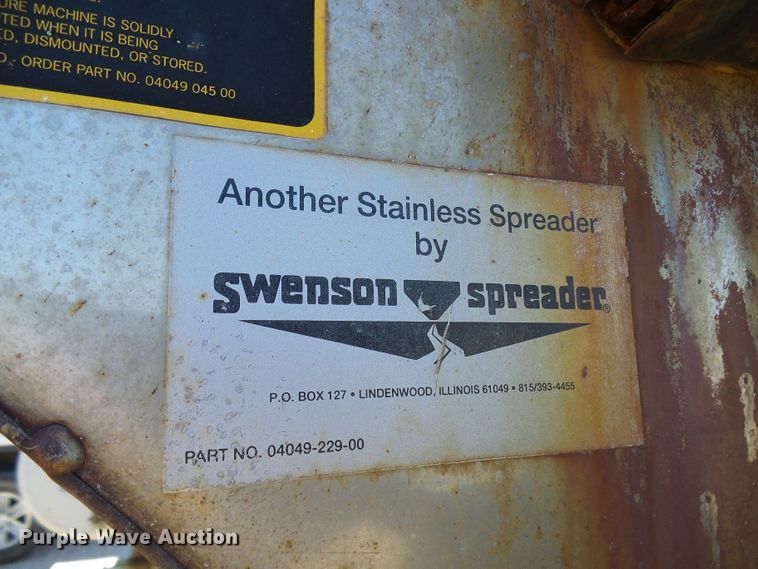 URE MACHINE IS SOLIDLY
TED WHEN IT IS BEING
ED, DISMOUNTED, OR STORED.
D. - ORDER PART NO. 04049 045 00
Another Stainless Spreader
by
Swenson spreader®
P.O. BOX 127 • LINDENWOOD, ILLINOIS 61049 • 815/393-4455
PART NO. 04049-229-00
Purple Wave Auction